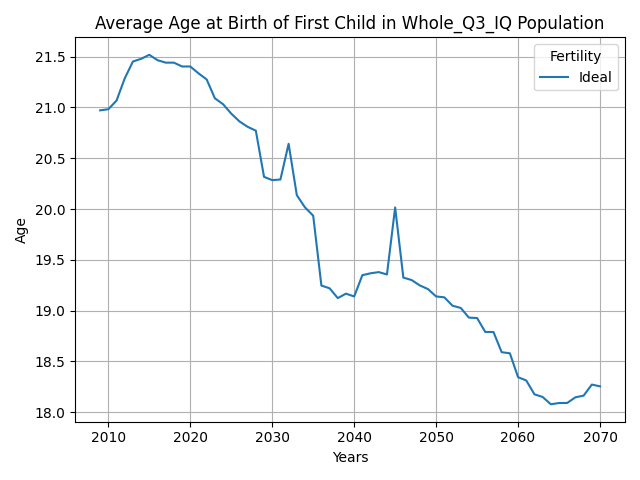 Average Age at Birth of First Child in Whole_Q3_IQ Population
Fertility
Ideal
21.5
21.0
20.5
20.0
19.5
19.0
18.5
18.0
Age
2010 2020 2030 2040 2050 2060 2070
Years